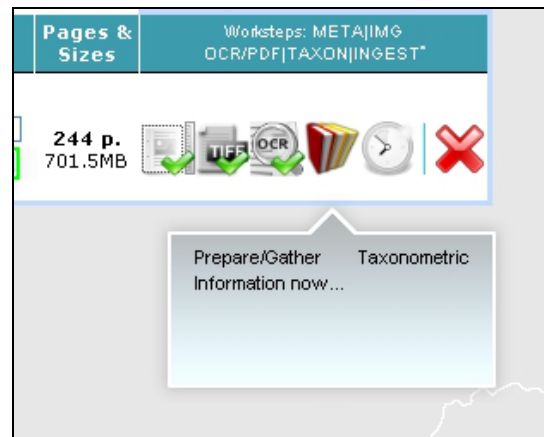 Pages &
Sizes
Worksteps: META|IMG
OCR/PDF|TAXON|INGEST*
244 p.
701.5MB
TIFF
OCR
Prepare/Gather Taxonometric
Information now...